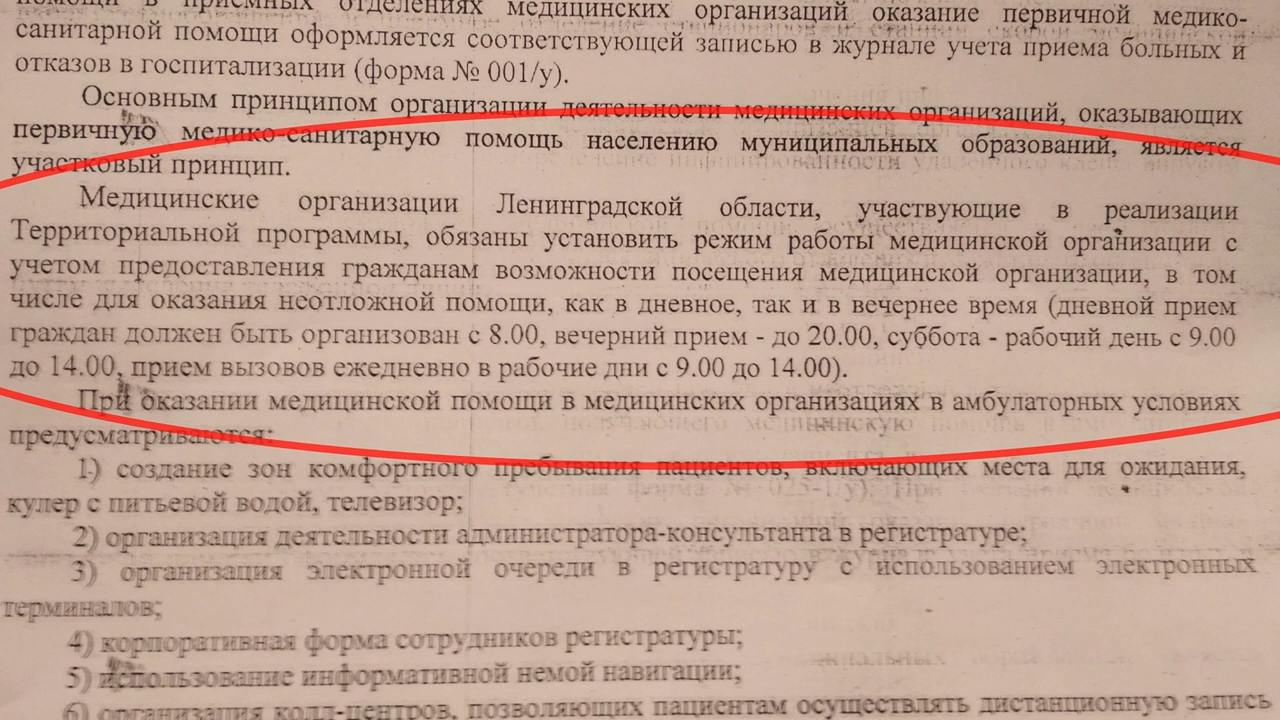 помощи в приемных отделениях медицинских организаций оказание первичной медико-
санитарной помощи оформляется соответствующей записью в журнале учета приема больных и
отказов в госпитализации (форма № 001/у).
Основным принципом организации деятельности медицинских организаций, оказывающих
первичную медико-санитарную помощь населению муниципальных образований, является
участковый принцип.
Медицинские организации Ленинградской области, участвующие в реализации
Территориальной программы, обязаны установить режим работы медицинской организации с
учетом предоставления гражданам возможности посещения медицинской организации, в том
числе для оказания неотложной помощи, как в дневное, так и в вечернее время (дневной прием
граждан должен быть организован с 8.00, вечерний прием - до 20.00, суббота - рабочий день с 9.00
до 14.00, прием вызовов ежедневно в рабочие дни с 9.00 до 14.00).
При оказании медицинской помощи в медицинских организациях в амбулаторных условиях
предусматриваются:
1) создание зон комфортного пребывания пациентов, включающих места для ожидания,
кулер с питьевой водой, телевизор;
2) организация деятельности администратора-консультанта в регистратуре;
3) организация электронной очереди в регистратуру с использованием электронных
терминалов;
4) корпоративная форма сотрудников регистратуры;
5) использование информативной немой навигации;
6) организация колл-центров, позволяющих пациентам осуществлять дистанционную запись